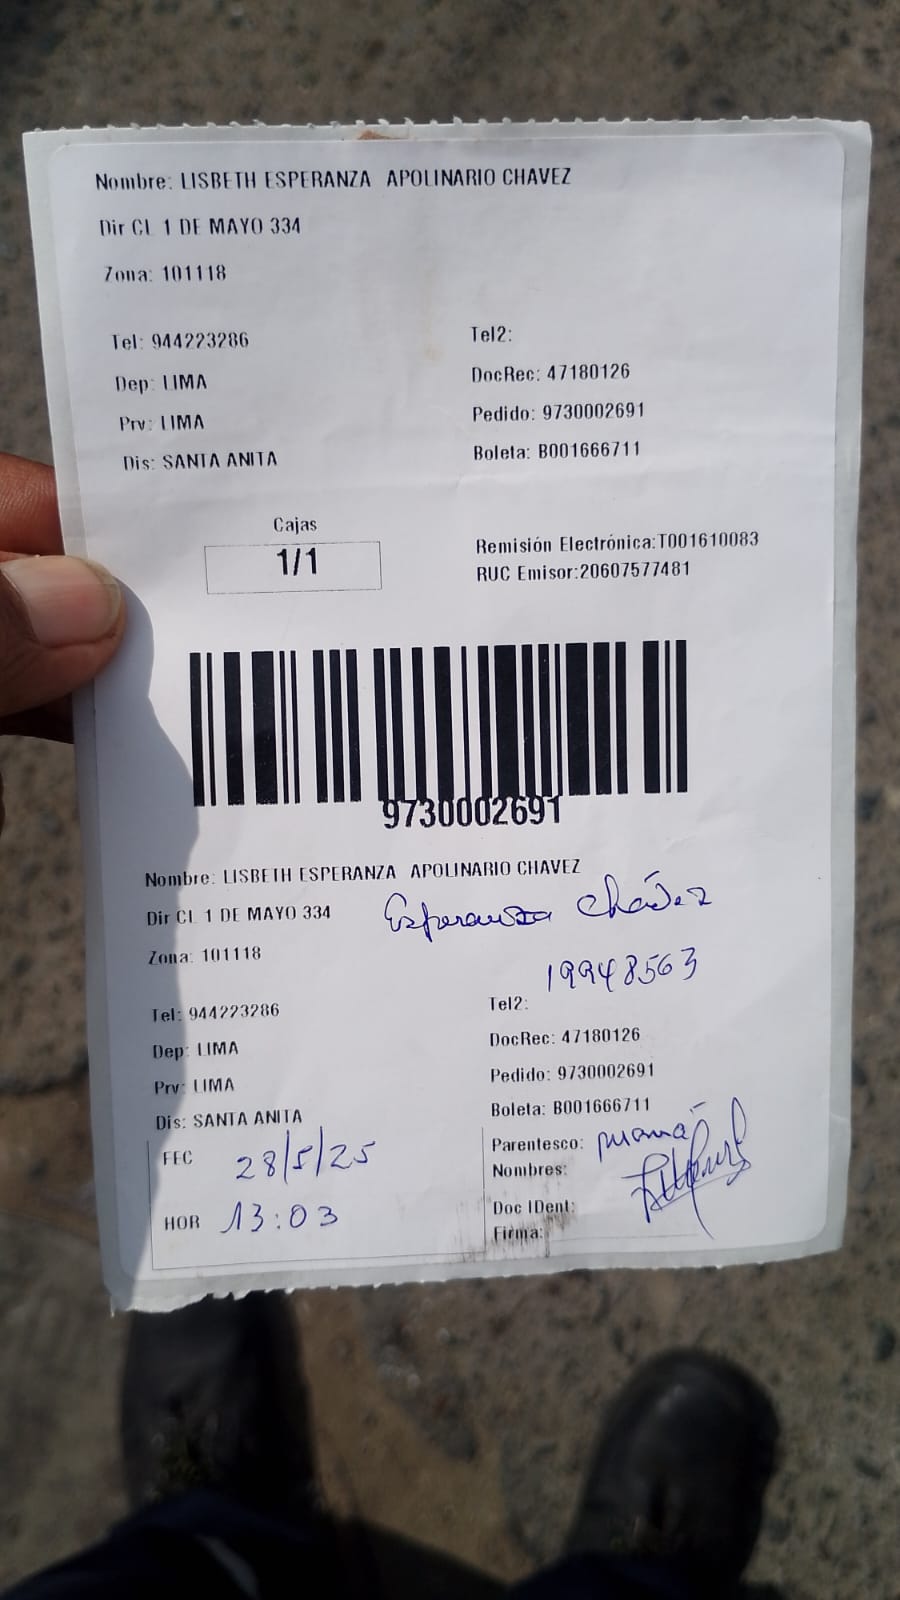 Nombre: LISBETH ESPERANZA APOLINARIO CHAVEZ
Dir CL 1 DE MAYO 334
Zona: 101118
Tel: 944223286 Tel2:
Dep: LIMA DocRec: 47180126
Prv: LIMA Pedido: 9730002691
Dis: SANTA ANITA Boleta: B001666711
Cajas
1/1
Remisión Electrónica:T001610083
RUC Emisor:20607577481
9730002691
Nombre: LISBETH ESPERANZA APOLINARIO CHAVEZ
Dir CL 1 DE MAYO 334 Esperanza Chávez
Zona: 101118 19948563
Tel: 944223286 Tel2:
Dep: LIMA DocRec: 47180126
Prv: LIMA Pedido: 9730002691
Dis: SANTA ANITA Boleta: B001666711
FEC 28/5/25 Parentesco: mamá
Nombres:
HOR 13:03 Doc IDent:
Firma: